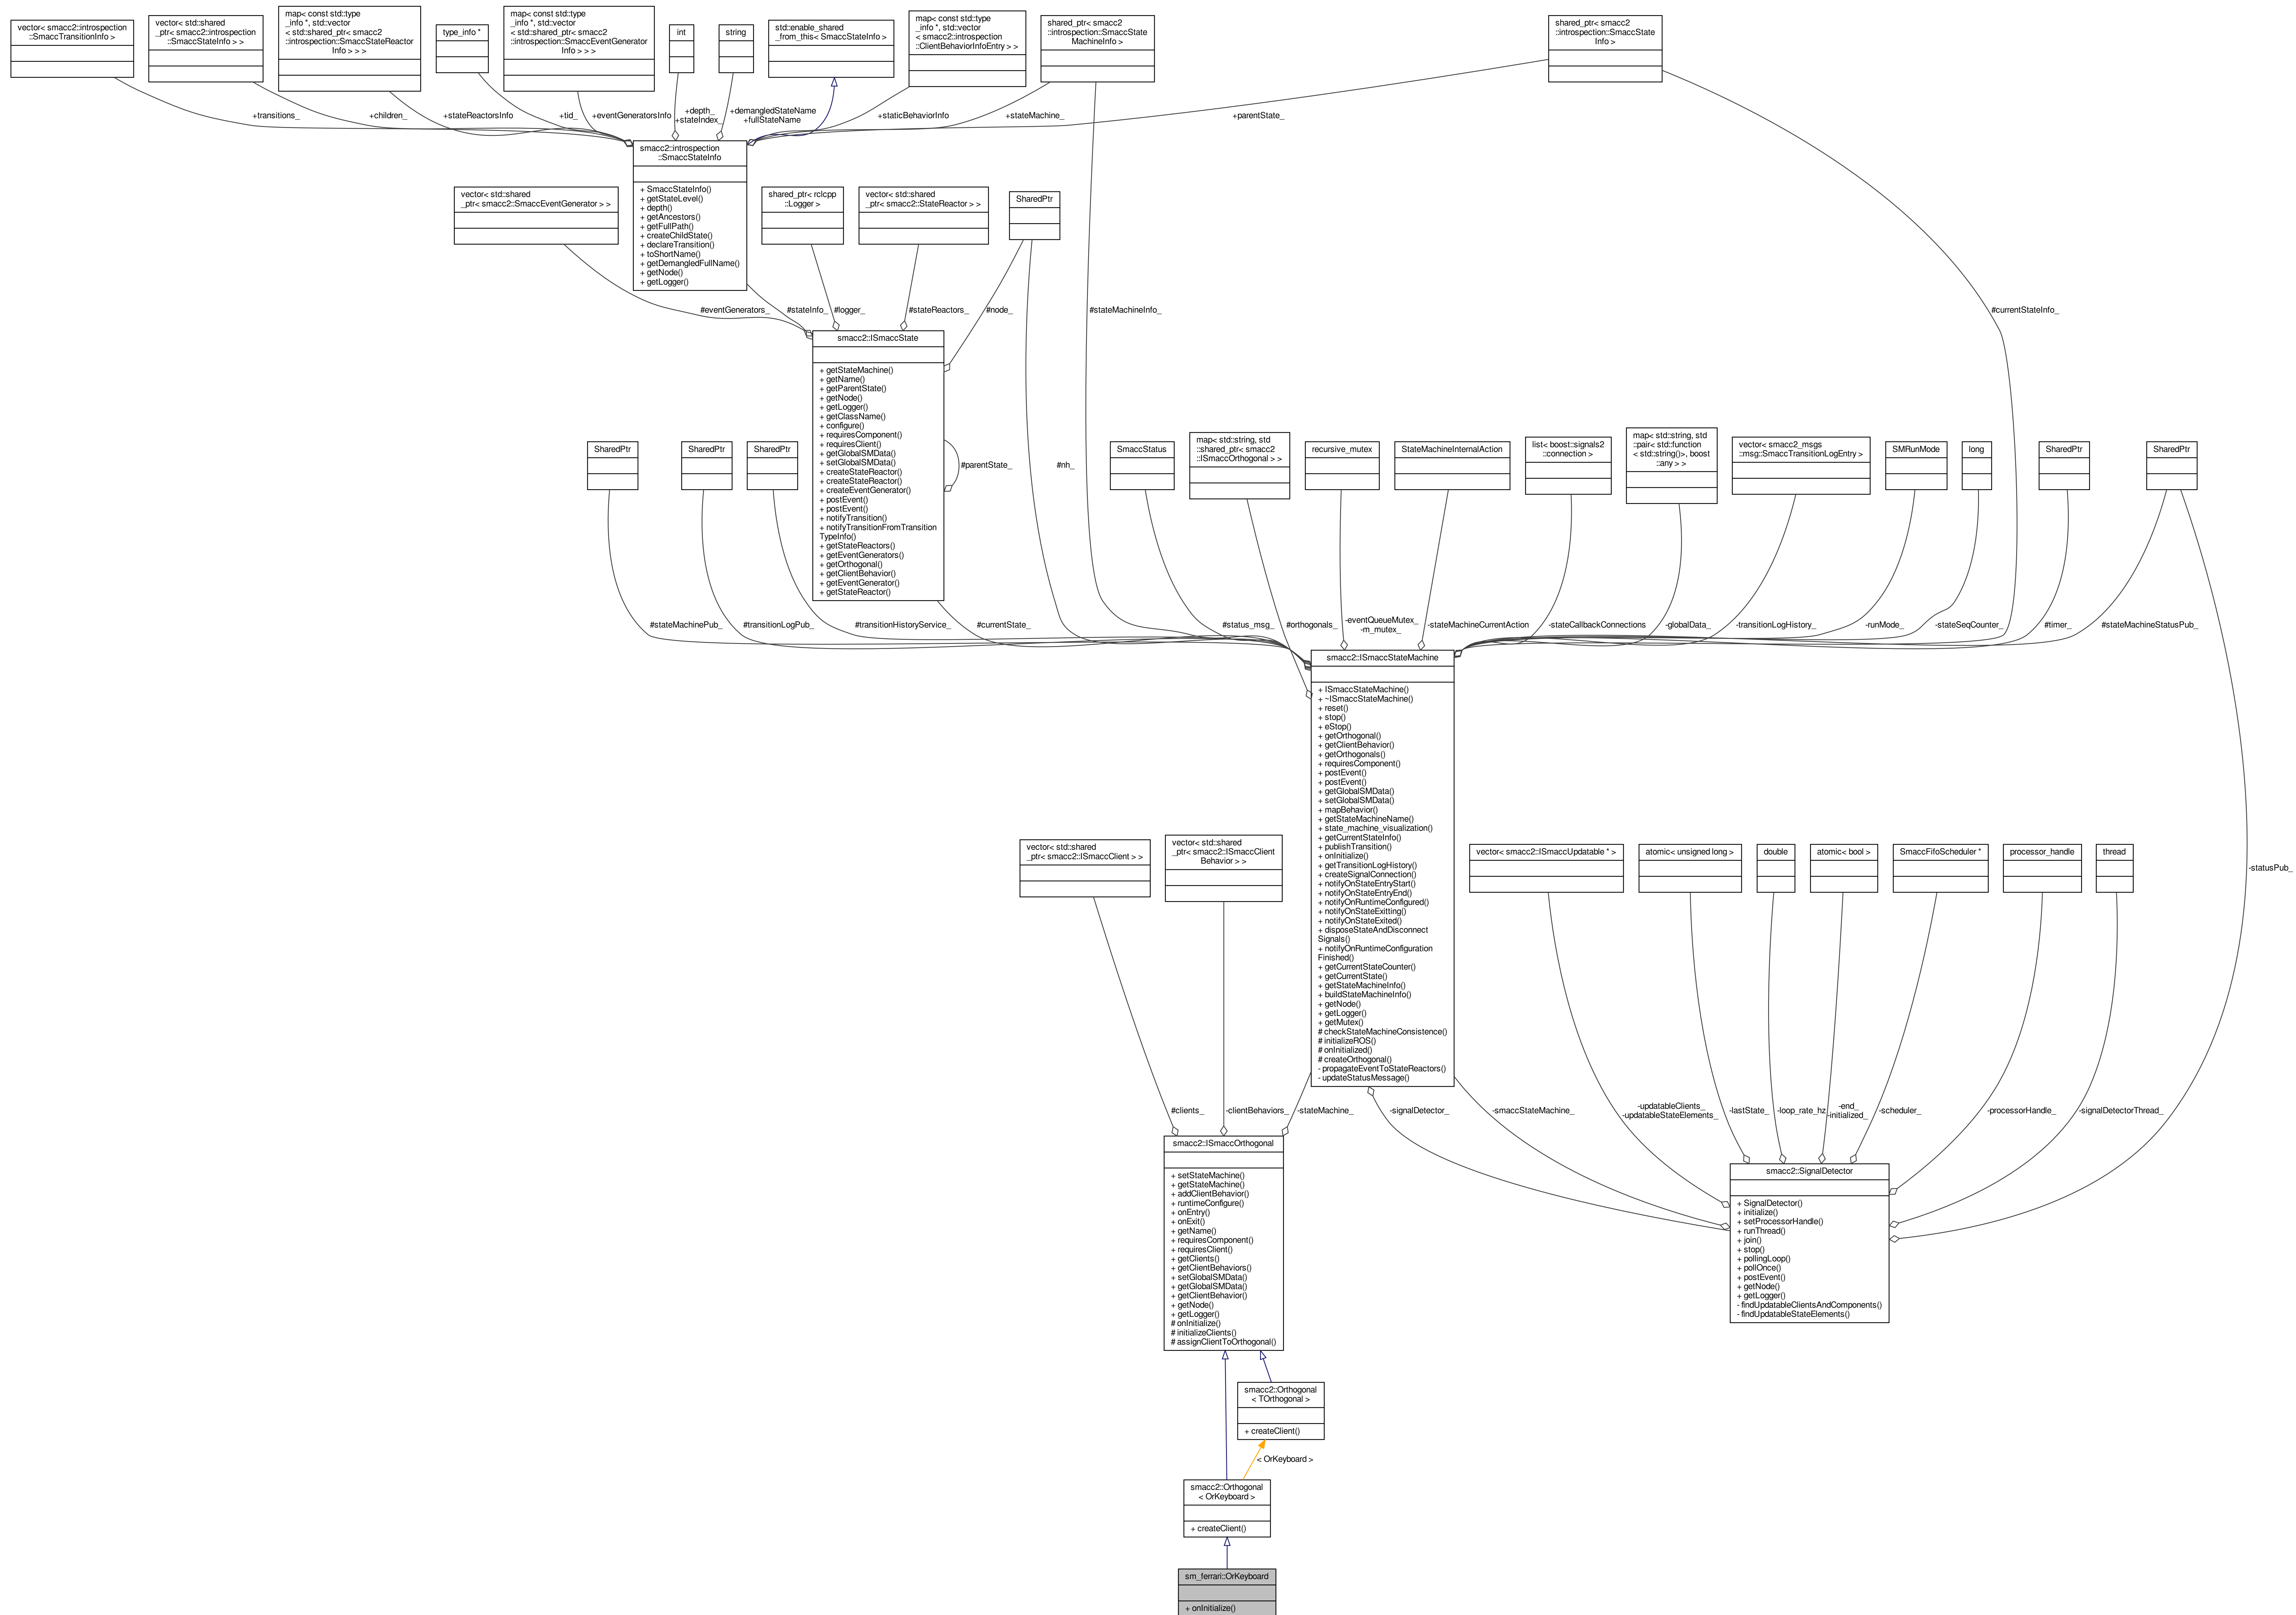 vector< smacc2::introspection
::SmaccTransitionInfo >
vector< std::shared
_ptr< smacc2::introspection
::SmaccStateInfo > >
map< const std::type
_info *, std::vector
< std::shared_ptr< smacc2
::introspection::SmaccStateReactor
Info > > >
type_info *
map< const std::type
_info *, std::vector
< std::shared_ptr< smacc2
::introspection::SmaccEventGenerator
Info > > >
int
string
std::enable_shared
_from_this< SmaccStateInfo >
map< const std::type
_info *, std::vector
< smacc2::introspection
::ClientBehaviorInfoEntry > >
shared_ptr< smacc2
::introspection::SmaccState
MachineInfo >
shared_ptr< smacc2
::introspection::SmaccState
Info >
+transitions_
+children_
+stateReactorsInfo
+tid_
+eventGeneratorsInfo
+depth_
+stateIndex_
+demangledStateName
+fullStateName
+staticBehaviorInfo
+stateMachine_
+parentState_
smacc2::introspection
::SmaccStateInfo
+ SmaccStateInfo()
+ getStateLevel()
+ depth()
+ getAncestors()
+ getFullPath()
+ createChildState()
+ declareTransition()
+ toShortName()
+ getDemangledFullName()
+ getNode()
+ getLogger()
vector< std::shared
_ptr< smacc2::SmaccEventGenerator > >
shared_ptr< rclcpp
::Logger >
vector< std::shared
_ptr< smacc2::StateReactor > >
SharedPtr
#eventGenerators_
#stateInfo_
#logger_
#stateReactors_
#node_
#stateMachineInfo_
#currentStateInfo_
smacc2::ISmaccState
+ getStateMachine()
+ getName()
+ getParentState()
+ getNode()
+ getLogger()
+ getClassName()
+ configure()
+ requiresComponent()
+ requiresClient()
+ getGlobalSMData()
+ setGlobalSMData()
+ createStateReactor()
+ createStateReactor()
+ createEventGenerator()
+ postEvent()
+ postEvent()
+ notifyTransition()
+ notifyTransitionFromTransition
TypeInfo()
+ getStateReactors()
+ getEventGenerators()
+ getOrthogonal()
+ getClientBehavior()
+ getEventGenerator()
+ getStateReactor()
#parentState_
#nh_
SharedPtr
SharedPtr
SharedPtr
SmaccStatus
map< std::string, std
::shared_ptr< smacc2
::ISmaccOrthogonal > >
recursive_mutex
StateMachineInternalAction
list< boost::signals2
::connection >
map< std::string, std
::pair< std::function
< std::string()>, boost
::any > >
vector< smacc2_msgs
::msg::SmaccTransitionLogEntry >
SMRunMode
long
SharedPtr
SharedPtr
#stateMachinePub_
#transitionLogPub_
#transitionHistoryService_
#currentState_
#status_msg_
#orthogonals_
-eventQueueMutex_
-m_mutex_
-stateMachineCurrentAction
-stateCallbackConnections
-globalData_
-transitionLogHistory_
-runMode_
-stateSeqCounter_
#timer_
#stateMachineStatusPub_
smacc2::ISmaccStateMachine
+ ISmaccStateMachine()
+ ~ISmaccStateMachine()
+ reset()
+ stop()
+ eStop()
+ getOrthogonal()
+ getClientBehavior()
+ getOrthogonals()
+ requiresComponent()
+ postEvent()
+ postEvent()
+ getGlobalSMData()
+ setGlobalSMData()
+ mapBehavior()
+ getStateMachineName()
+ state_machine_visualization()
+ getCurrentStateInfo()
+ publishTransition()
+ onInitialize()
+ getTransitionLogHistory()
+ createSignalConnection()
+ notifyOnStateEntryStart()
+ notifyOnStateEntryEnd()
+ notifyOnRuntimeConfigured()
+ notifyOnStateExitting()
+ notifyOnStateExited()
+ disposeStateAndDisconnect
Signals()
+ notifyOnRuntimeConfiguration
Finished()
+ getCurrentStateCounter()
+ getCurrentState()
+ getStateMachineInfo()
+ buildStateMachineInfo()
+ getNode()
+ getLogger()
+ getMutex()
# checkStateMachineConsistence()
# initializeROS()
# onInitialized()
# createOrthogonal()
- propagateEventToStateReactors()
- updateStatusMessage()
-statusPub_
vector< std::shared
_ptr< smacc2::ISmaccClient > >
vector< std::shared
_ptr< smacc2::ISmaccClient
Behavior > >
vector< smacc2::ISmaccUpdatable * >
atomic< unsigned long >
double
atomic< bool >
SmaccFifoScheduler *
processor_handle
thread
#clients_
-clientBehaviors_
-stateMachine_
-signalDetector_
-smaccStateMachine_
-updatableClients_
-updatableStateElements_
-lastState_
-loop_rate_hz
-end_
-initialized_
-scheduler_
-processorHandle_
-signalDetectorThread_
smacc2::ISmaccOrthogonal
+ setStateMachine()
+ getStateMachine()
+ addClientBehavior()
+ runtimeConfigure()
+ onEntry()
+ onExit()
+ getName()
+ requiresComponent()
+ requiresClient()
+ getClients()
+ getClientBehaviors()
+ setGlobalSMData()
+ getGlobalSMData()
+ getClientBehavior()
+ getNode()
+ getLogger()
# onInitialize()
# initializeClients()
# assignClientToOrthogonal()
smacc2::SignalDetector
+ SignalDetector()
+ initialize()
+ setProcessorHandle()
+ runThread()
+ join()
+ stop()
+ pollingLoop()
+ pollOnce()
+ postEvent()
+ getNode()
+ getLogger()
- findUpdatableClientsAndComponents()
- findUpdatableStateElements()
smacc2::Orthogonal
< TOrthogonal >
+ createClient()
< OrKeyboard >
smacc2::Orthogonal
< OrKeyboard >
+ createClient()
sm_ferrari::OrKeyboard
+ onInitialize()